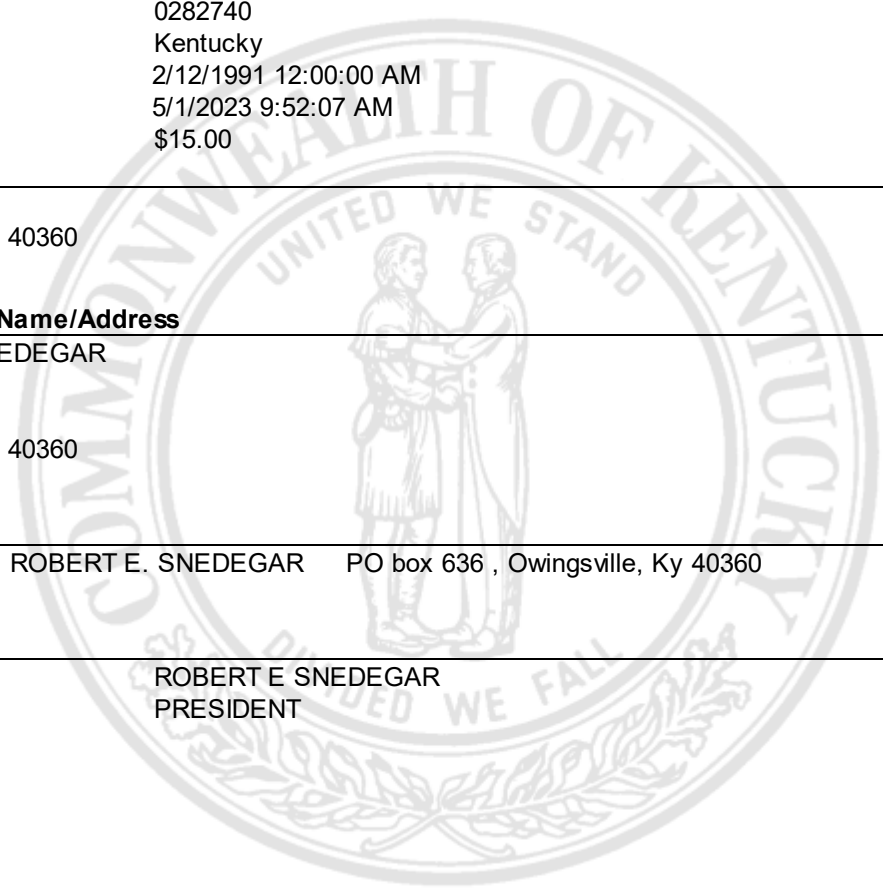 0282740
Kentucky
2/12/1991 12:00:00 AM
5/1/2023 9:52:07 AM
$15.00
COMMONWEALTH OF KENTUCKY
UNITED WE STAND
40360
Name/Address
EDEGAR
40360
ROBERT E. SNEDEGAR PO box 636 , Owingsville, Ky 40360
DIVIDED WE FALL
ROBERT E SNEDEGAR
PRESIDENT